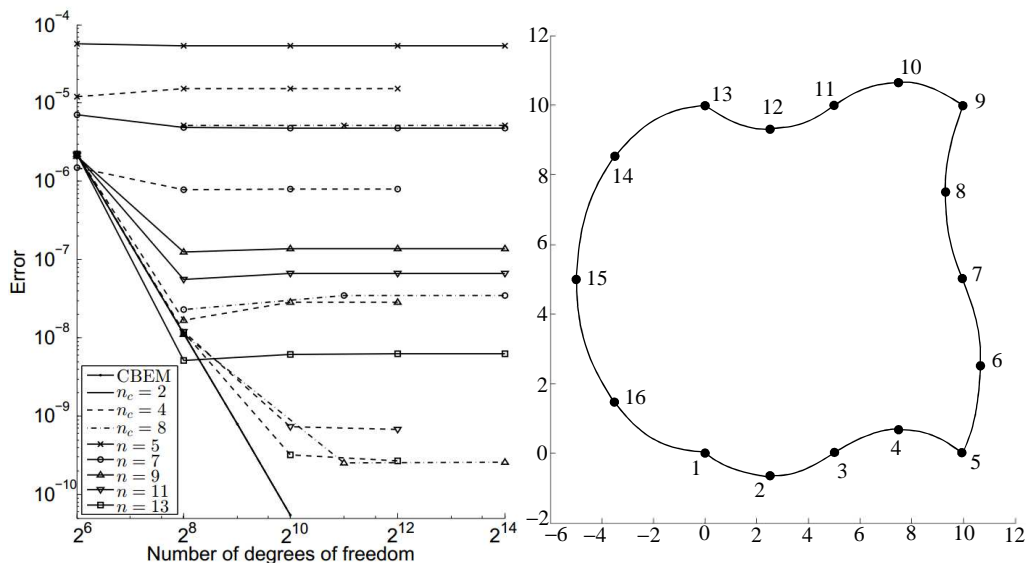 Error
10^{-4}
10^{-5}
10^{-6}
10^{-7}
10^{-8}
10^{-9}
10^{-10}
CBEM
n_c = 2
n_c = 4
n_c = 8
n = 5
n = 7
n = 9
n = 11
n = 13
2^6 2^8 2^{10} 2^{12} 2^{14}
Number of degrees of freedom
12
10
8
6
4
2
0
−2
−6 −4 −2 0 2 4 6 8 10 12
1
2
3
4
5
6
7
8
9
10
11
12
13
14
15
16